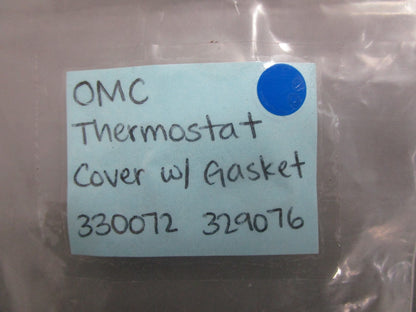 OMC
Thermostat
Cover w/ Gasket
330072 329076